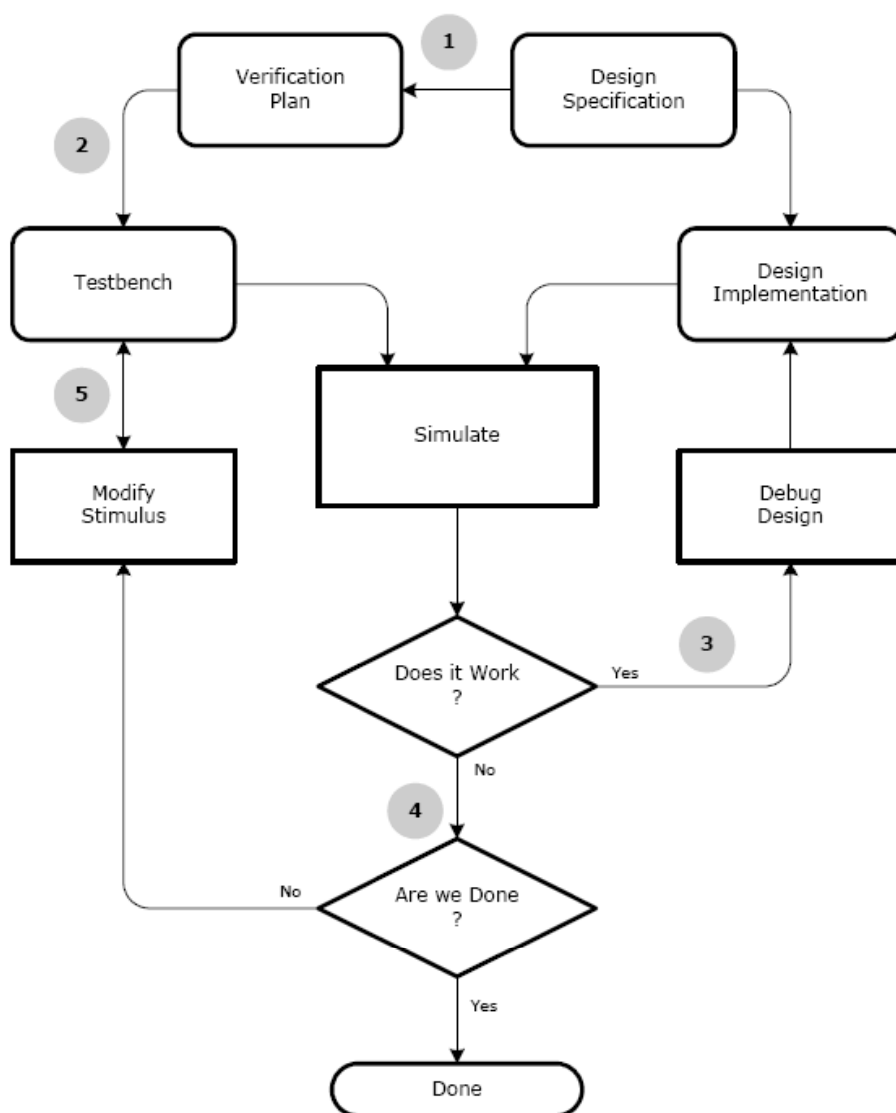 1
Verification
Plan
Design
Specification
2
Testbench
Design
Implementation
5
Simulate
Modify
Stimulus
Debug
Design
3
Does it Work
?
Yes
No
4
Are we Done
?
No
Yes
Done